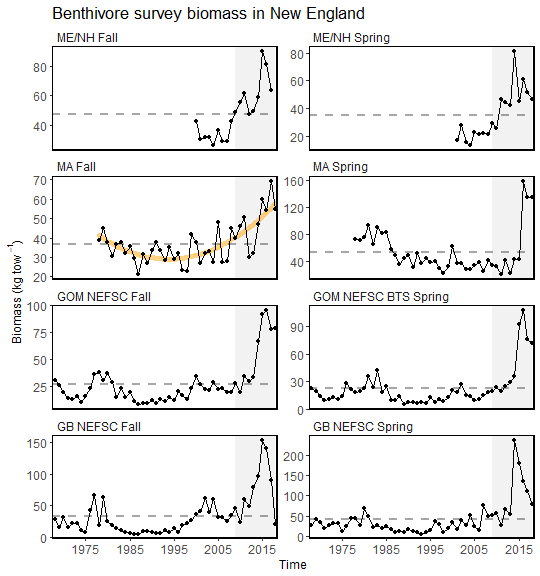 Benthivore survey biomass in New England
ME/NH Fall
ME/NH Spring
80
60
40
80
60
40
20
MA Fall
MA Spring
70
60
50
40
30
20
160
120
80
40
Biomass (kg tow⁻¹)
GOM NEFSC Fall
GOM NEFSC BTS Spring
100
75
50
25
90
60
30
0
GB NEFSC Fall
GB NEFSC Spring
150
100
50
0
200
150
100
50
0
1975 1985 1995 2005 2015
1975 1985 1995 2005 2015
Time